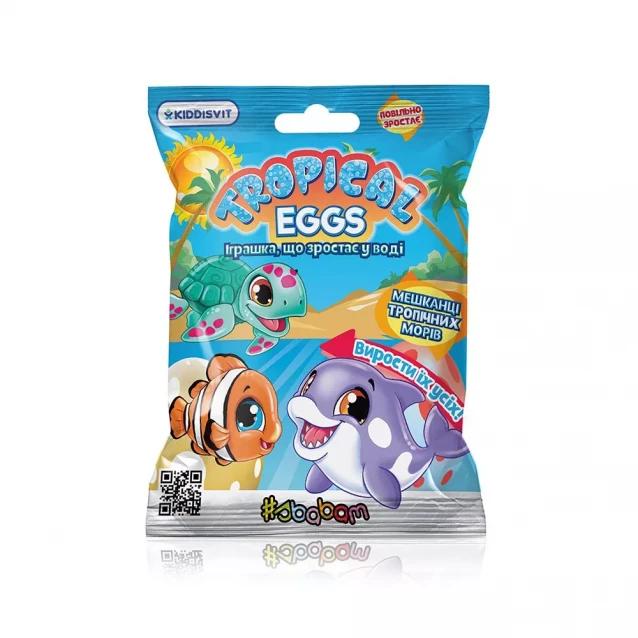 KIDDISVIT
ПОВІЛЬНО
ЗРОСТАЄ
TROPICAL
EGGS
Іграшка, що зростає у воді
МЕШКАНЦІ
ТРОПІЧНИХ
МОРІВ
Вирости їх усіх!
#sbabam